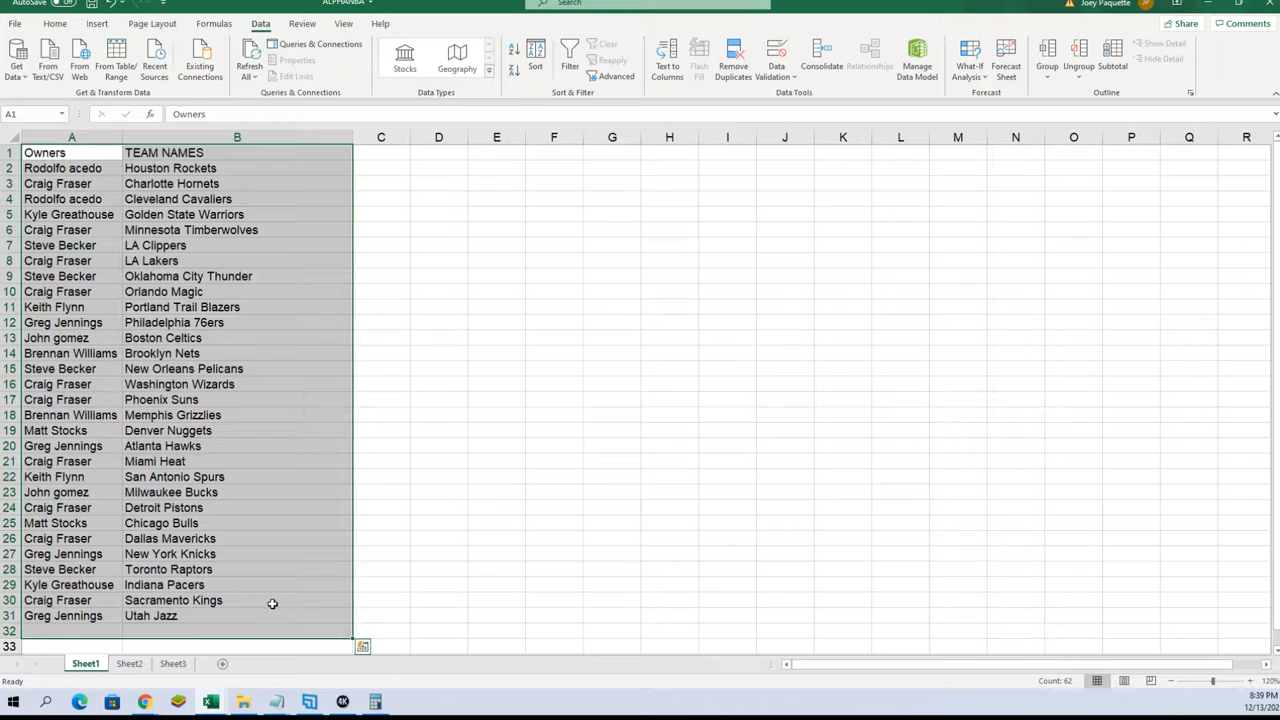 AutoSave Off ALPHANBA Search Joey Paquette JP
File Home Insert Page Layout Formulas Data Review View Help Share Comments
Get Data From Text/CSV From Web From Table/Range Recent Sources Existing Connections
Get & Transform Data
Refresh All Queries & Connections
Properties
Edit Links
Queries & Connections
Stocks Geography
Data Types
Sort Filter Clear
Reapply
Advanced
Sort & Filter
Text to Columns Flash Fill Remove Duplicates Data Validation Consolidate Relationships Manage Data Model
Data Tools
What-If Analysis Forecast Sheet
Forecast
Group Ungroup Subtotal Show Detail
Hide Detail
Outline
A1 fx Owners
A B C D E F G H I J K L M N O P Q R
1 Owners TEAM NAMES
2 Rodolfo acedo Houston Rockets
3 Craig Fraser Charlotte Hornets
4 Rodolfo acedo Cleveland Cavaliers
5 Kyle Greathouse Golden State Warriors
6 Craig Fraser Minnesota Timberwolves
7 Steve Becker LA Clippers
8 Craig Fraser LA Lakers
9 Steve Becker Oklahoma City Thunder
10 Craig Fraser Orlando Magic
11 Keith Flynn Portland Trail Blazers
12 Greg Jennings Philadelphia 76ers
13 John gomez Boston Celtics
14 Brennan Williams Brooklyn Nets
15 Steve Becker New Orleans Pelicans
16 Craig Fraser Washington Wizards
17 Craig Fraser Phoenix Suns
18 Brennan Williams Memphis Grizzlies
19 Matt Stocks Denver Nuggets
20 Greg Jennings Atlanta Hawks
21 Craig Fraser Miami Heat
22 Keith Flynn San Antonio Spurs
23 John gomez Milwaukee Bucks
24 Craig Fraser Detroit Pistons
25 Matt Stocks Chicago Bulls
26 Craig Fraser Dallas Mavericks
27 Greg Jennings New York Knicks
28 Steve Becker Toronto Raptors
29 Kyle Greathouse Indiana Pacers
30 Craig Fraser Sacramento Kings
31 Greg Jennings Utah Jazz
32
33
Sheet1 Sheet2 Sheet3
Ready Count: 62 120%
4K 8:39 PM
12/13/202